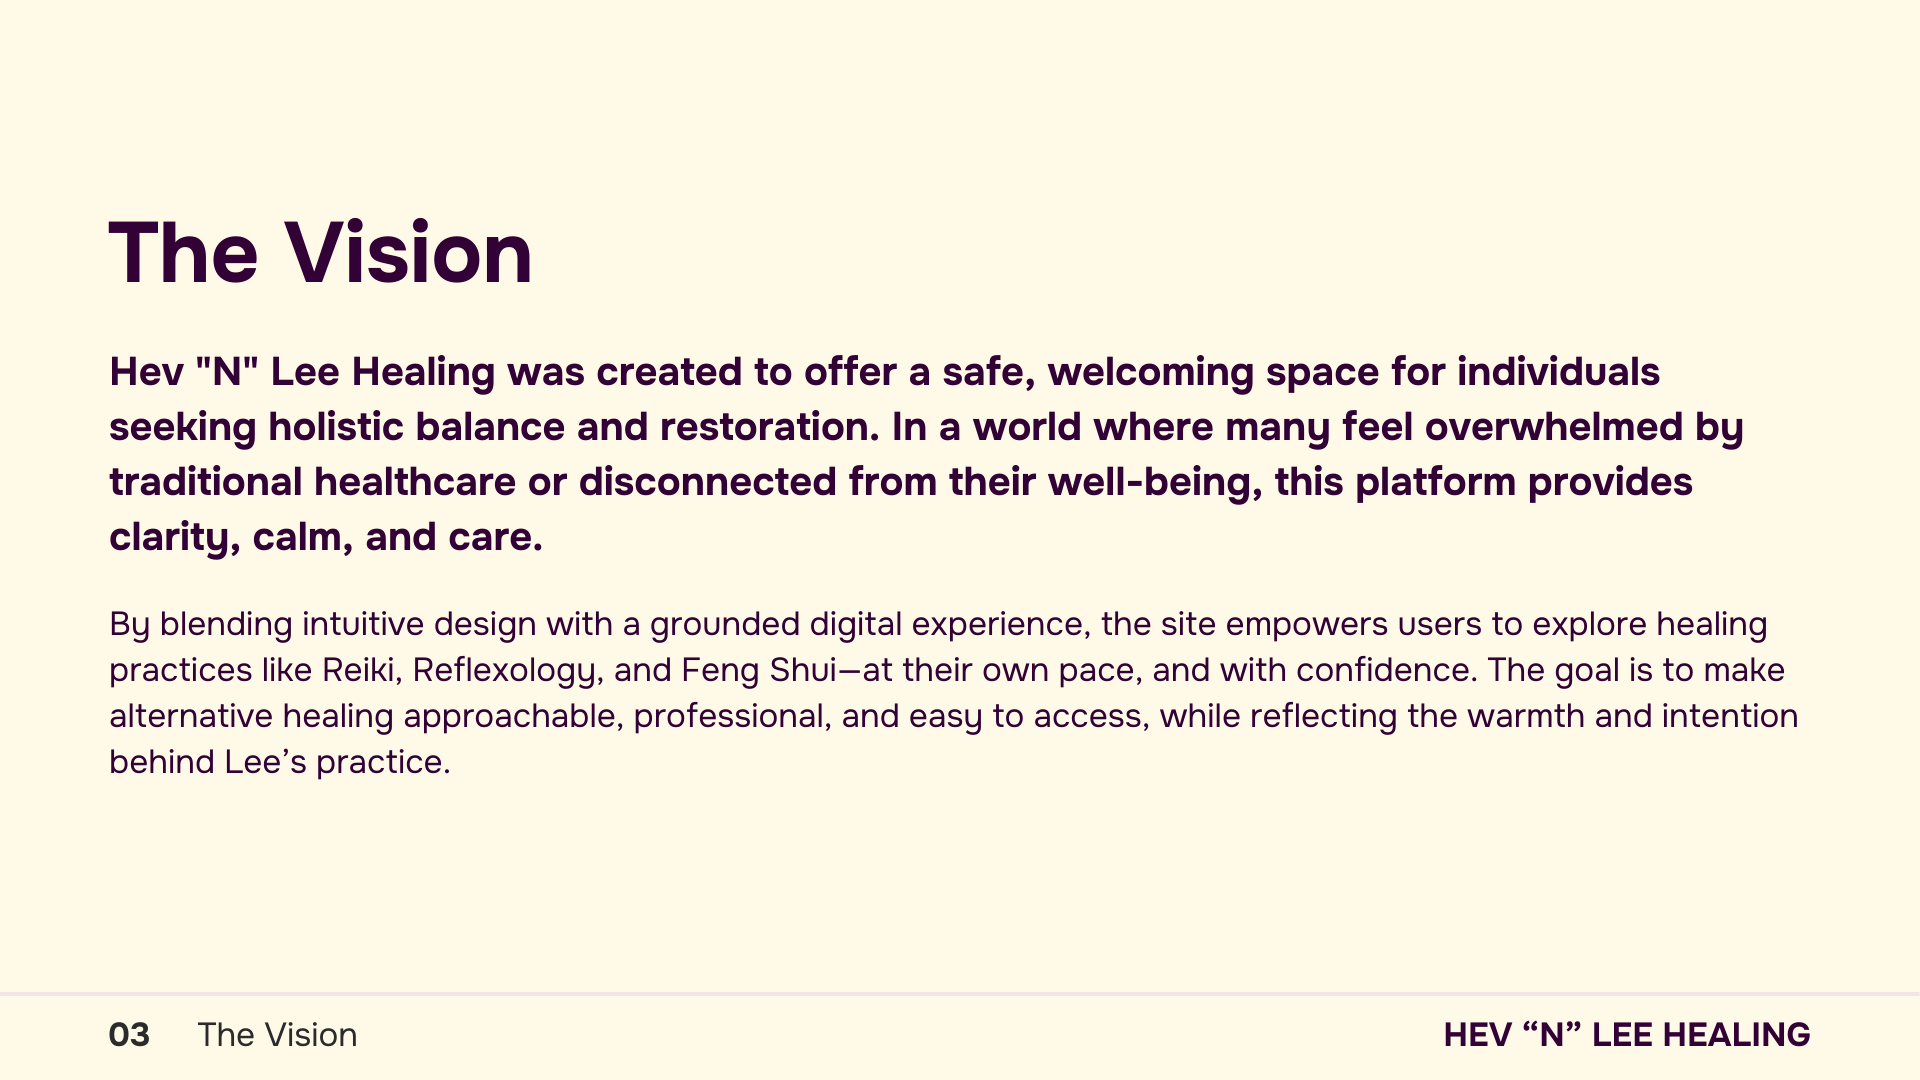 The Vision
Hev "N" Lee Healing was created to offer a safe, welcoming space for individuals
seeking holistic balance and restoration. In a world where many feel overwhelmed by
traditional healthcare or disconnected from their well-being, this platform provides
clarity, calm, and care.
By blending intuitive design with a grounded digital experience, the site empowers users to explore healing
practices like Reiki, Reflexology, and Feng Shui—at their own pace, and with confidence. The goal is to make
alternative healing approachable, professional, and easy to access, while reflecting the warmth and intention
behind Lee’s practice.
03 The Vision
HEV “N” LEE HEALING